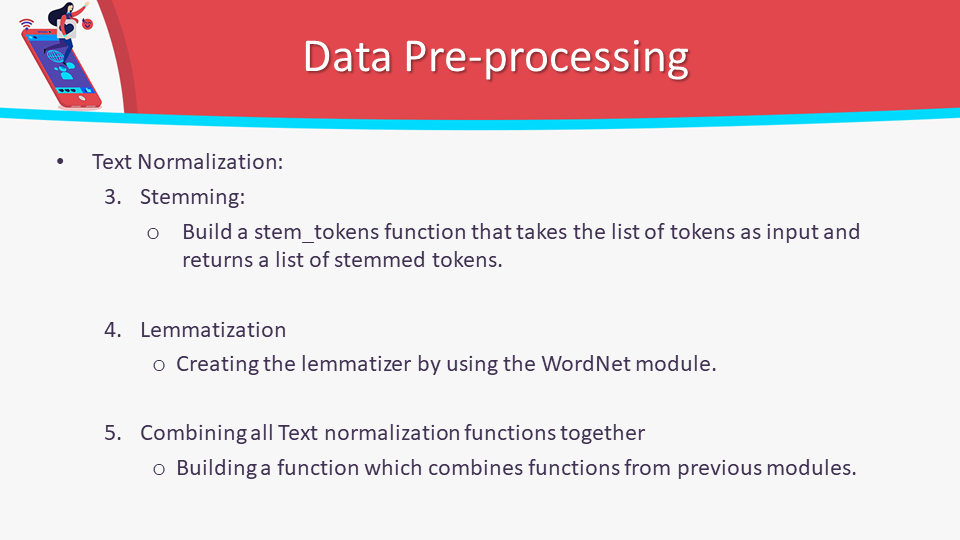 Data Pre-processing
• Text Normalization:
3. Stemming:
o Build a stem_tokens function that takes the list of tokens as input and
returns a list of stemmed tokens.
4. Lemmatization
o Creating the lemmatizer by using the WordNet module.
5. Combining all Text normalization functions together
o Building a function which combines functions from previous modules.